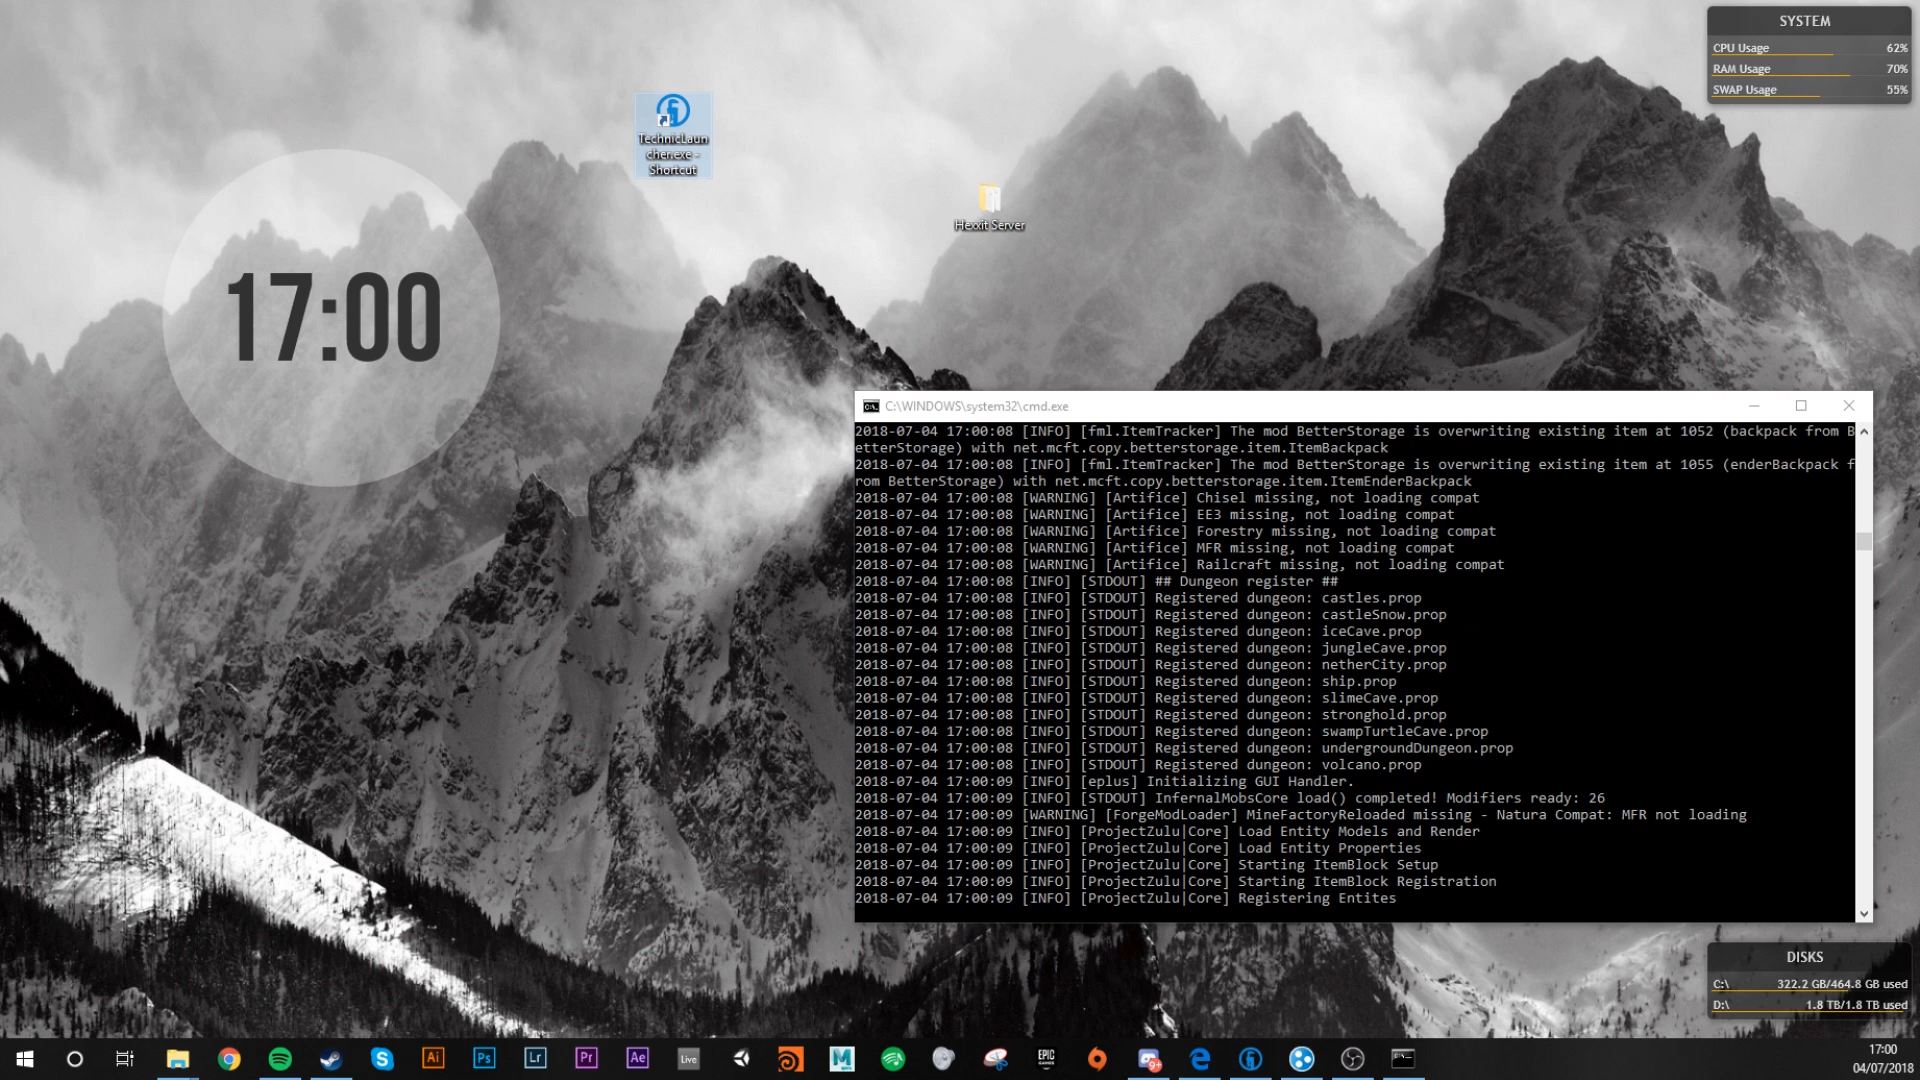 SYSTEM
CPU Usage 62%
RAM Usage 70%
SWAP Usage 55%
TechnicLaun
cher.exe -
Shortcut
Hexxit Server
17:00
C:\WINDOWS\system32\cmd.exe
2018-07-04 17:00:08 [INFO] [fml.ItemTracker] The mod BetterStorage is overwriting existing item at 1052 (backpack from B
etterStorage) with net.mcft.copy.betterstorage.item.ItemBackpack
2018-07-04 17:00:08 [INFO] [fml.ItemTracker] The mod BetterStorage is overwriting existing item at 1055 (enderBackpack f
rom BetterStorage) with net.mcft.copy.betterstorage.item.ItemEnderBackpack
2018-07-04 17:00:08 [WARNING] [Artifice] Chisel missing, not loading compat
2018-07-04 17:00:08 [WARNING] [Artifice] EE3 missing, not loading compat
2018-07-04 17:00:08 [WARNING] [Artifice] Forestry missing, not loading compat
2018-07-04 17:00:08 [WARNING] [Artifice] MFR missing, not loading compat
2018-07-04 17:00:08 [WARNING] [Artifice] Railcraft missing, not loading compat
2018-07-04 17:00:08 [INFO] [STDOUT] ## Dungeon register ##
2018-07-04 17:00:08 [INFO] [STDOUT] Registered dungeon: castles.prop
2018-07-04 17:00:08 [INFO] [STDOUT] Registered dungeon: castleSnow.prop
2018-07-04 17:00:08 [INFO] [STDOUT] Registered dungeon: iceCave.prop
2018-07-04 17:00:08 [INFO] [STDOUT] Registered dungeon: jungleCave.prop
2018-07-04 17:00:08 [INFO] [STDOUT] Registered dungeon: netherCity.prop
2018-07-04 17:00:08 [INFO] [STDOUT] Registered dungeon: ship.prop
2018-07-04 17:00:08 [INFO] [STDOUT] Registered dungeon: slimeCave.prop
2018-07-04 17:00:08 [INFO] [STDOUT] Registered dungeon: stronghold.prop
2018-07-04 17:00:08 [INFO] [STDOUT] Registered dungeon: swampTurtleCave.prop
2018-07-04 17:00:08 [INFO] [STDOUT] Registered dungeon: undergroundDungeon.prop
2018-07-04 17:00:08 [INFO] [STDOUT] Registered dungeon: volcano.prop
2018-07-04 17:00:09 [INFO] [eplus] Initializing GUI Handler.
2018-07-04 17:00:09 [INFO] [STDOUT] InfernalMobsCore load() completed! Modifiers ready: 26
2018-07-04 17:00:09 [WARNING] [ForgeModLoader] MineFactoryReloaded missing - Natura Compat: MFR not loading
2018-07-04 17:00:09 [INFO] [ProjectZulu|Core] Load Entity Models and Render
2018-07-04 17:00:09 [INFO] [ProjectZulu|Core] Load Entity Properties
2018-07-04 17:00:09 [INFO] [ProjectZulu|Core] Starting ItemBlock Setup
2018-07-04 17:00:09 [INFO] [ProjectZulu|Core] Starting ItemBlock Registration
2018-07-04 17:00:09 [INFO] [ProjectZulu|Core] Registering Entites
DISKS
C:\ 322.2 GB/464.8 GB used
D:\ 1.8 TB/1.8 TB used
Ai
Ps
Lr
Pr
Ae
Live
M
EPIC
GAMES
9+
17:00
04/07/2018